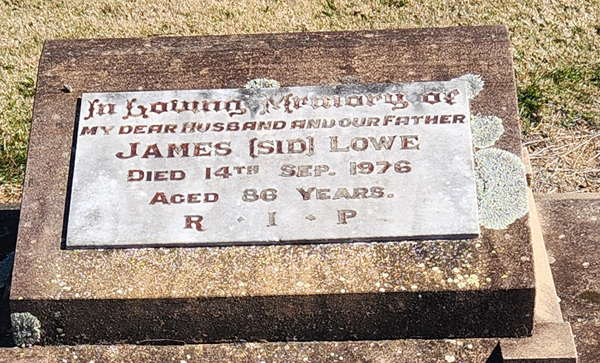 In Loving Memory of
MY DEAR HUSBAND AND OUR FATHER
JAMES [SID] LOWE
DIED 14TH SEP. 1976
AGED 86 YEARS.
R · I · P